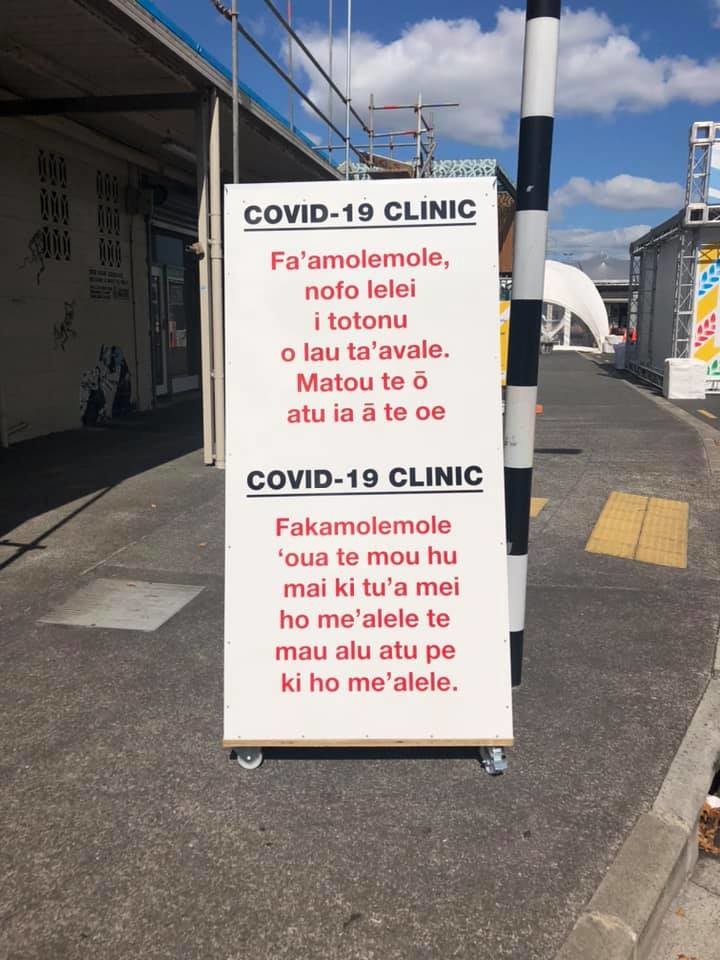 COVID-19 CLINIC
Fa'amolemole,
nofo lelei
i totonu
o lau ta'avale.
Matou te ō
atu ia ā te oe
COVID-19 CLINIC
Fakamolemole
‘oua te mou hu
mai ki tu'a mei
ho me'alele te
mau alu atu pe
ki ho me'alele.